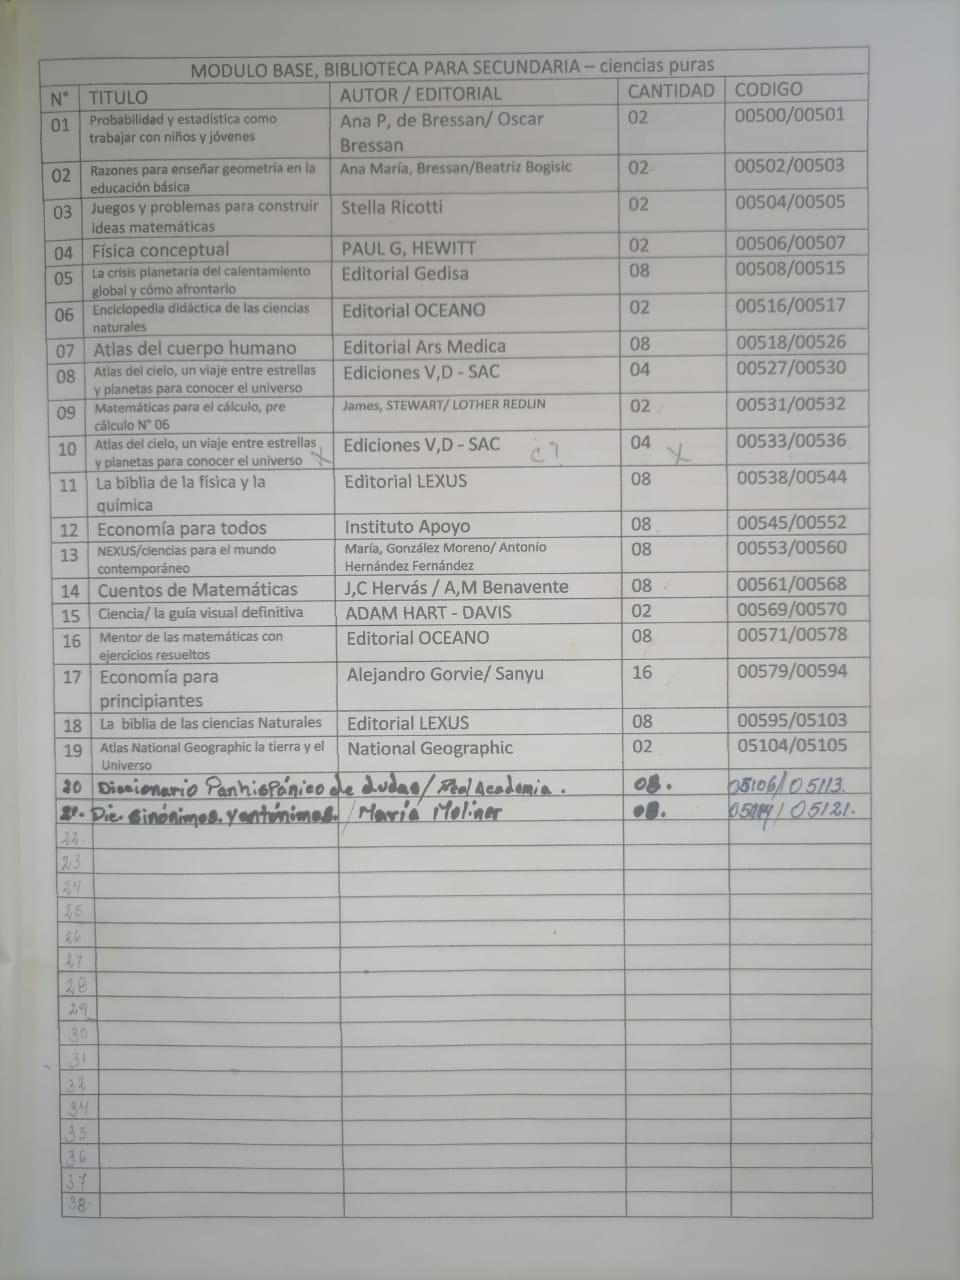 MODULO BASE, BIBLIOTECA PARA SECUNDARIA – ciencias puras
N° TITULO AUTOR / EDITORIAL CANTIDAD CODIGO
01 Probabilidad y estadística como trabajar con niños y jóvenes Ana P, de Bressan/ Oscar Bressan 02 00500/00501
02 Razones para enseñar geometría en la educación básica Ana María, Bressan/Beatriz Bogisic 02 00502/00503
03 Juegos y problemas para construir ideas matemáticas Stella Ricotti 02 00504/00505
04 Física conceptual PAUL G, HEWITT 02 00506/00507
05 La crisis planetaria del calentamiento global y cómo afrontarlo Editorial Gedisa 08 00508/00515
06 Enciclopedia didáctica de las ciencias naturales Editorial OCEANO 02 00516/00517
07 Atlas del cuerpo humano Editorial Ars Medica 08 00518/00526
08 Atlas del cielo, un viaje entre estrellas y planetas para conocer el universo Ediciones V,D - SAC 04 00527/00530
09 Matemáticas para el cálculo, pre cálculo N° 06 James, STEWART/ LOTHER REDLIN 02 00531/00532
10 Atlas del cielo, un viaje entre estrellas y planetas para conocer el universo X Ediciones V,D - SAC c? 04 X 00533/00536
11 La biblia de la física y la química Editorial LEXUS 08 00538/00544
12 Economía para todos Instituto Apoyo 08 00545/00552
13 NEXUS/ciencias para el mundo contemporáneo María, González Moreno/ Antonio Hernández Fernández 08 00553/00560
14 Cuentos de Matemáticas J,C Hervás / A,M Benavente 08 00561/00568
15 Ciencia/ la guía visual definitiva ADAM HART - DAVIS 02 00569/00570
16 Mentor de las matemáticas con ejercicios resueltos Editorial OCEANO 08 00571/00578
17 Economía para principiantes Alejandro Gorvie/ Sanyu 16 00579/00594
18 La biblia de las ciencias Naturales Editorial LEXUS 08 00595/05103
19 Atlas National Geographic la tierra y el Universo National Geographic 02 05104/05105
20 Diccionario Panhispánico de dudas/ Real Academia. 08. 05106/05113.
21. Dic. Sinónimos. y antónimos. / María Moliner 08. 05114/05121.
22.
23
24
25
26
27
28
29
30
31
32
34
35
36
37
38.